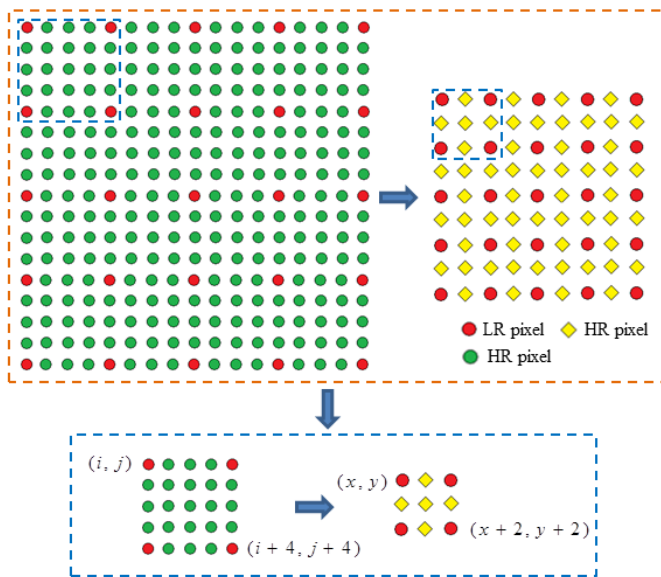 LR pixel
HR pixel
HR pixel
(i, j)
(x, y)
(x + 2, y + 2)
(i + 4, j + 4)